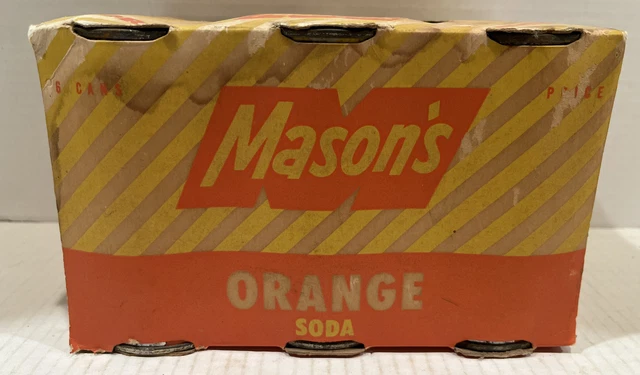 6 CANS
PRICE
Mason's
ORANGE
SODA